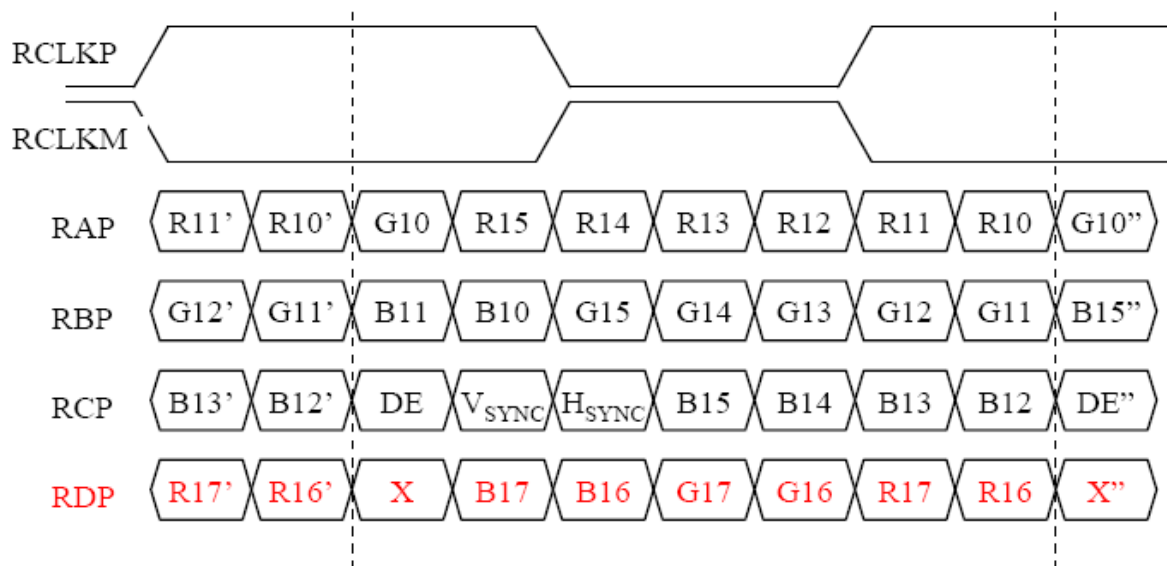 RCLKP
RCLKM
RAP R11’ R10’ G10 R15 R14 R13 R12 R11 R10 G10”
RBP G12’ G11’ B11 B10 G15 G14 G13 G12 G11 B15”
RCP B13’ B12’ DE VSYNC HSYNC B15 B14 B13 B12 DE”
RDP R17’ R16’ X B17 B16 G17 G16 R17 R16 X”